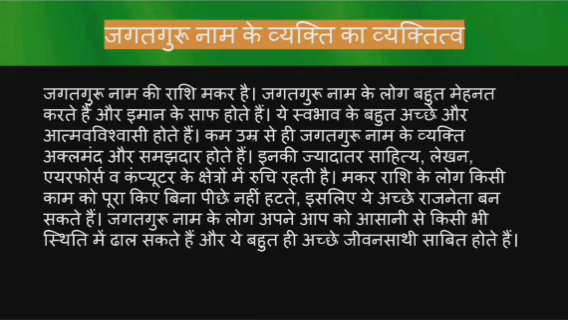 जगतगुरू नाम के व्यक्ति का व्यक्तित्व
जगतगुरू नाम की राशि मकर है। जगतगुरू नाम के लोग बहुत मेहनत
करते हैं और इमान के साफ होते हैं। ये स्वभाव के बहुत अच्छे और
आत्मवविश्वासी होते हैं। कम उम्र से ही जगतगुरू नाम के व्यक्ति
अक्लमंद और समझदार होते हैं। इनकी ज्यादातर साहित्य, लेखन,
एयरफोर्स व कंप्यूटर के क्षेत्रों में रुचि रहती है। मकर राशि के लोग किसी
काम को पूरा किए बिना पीछे नहीं हटते, इसलिए ये अच्छे राजनेता बन
सकते हैं। जगतगुरू नाम के लोग अपने आप को आसानी से किसी भी
स्थिति में ढाल सकते हैं और ये बहुत ही अच्छे जीवनसाथी साबित होते हैं।